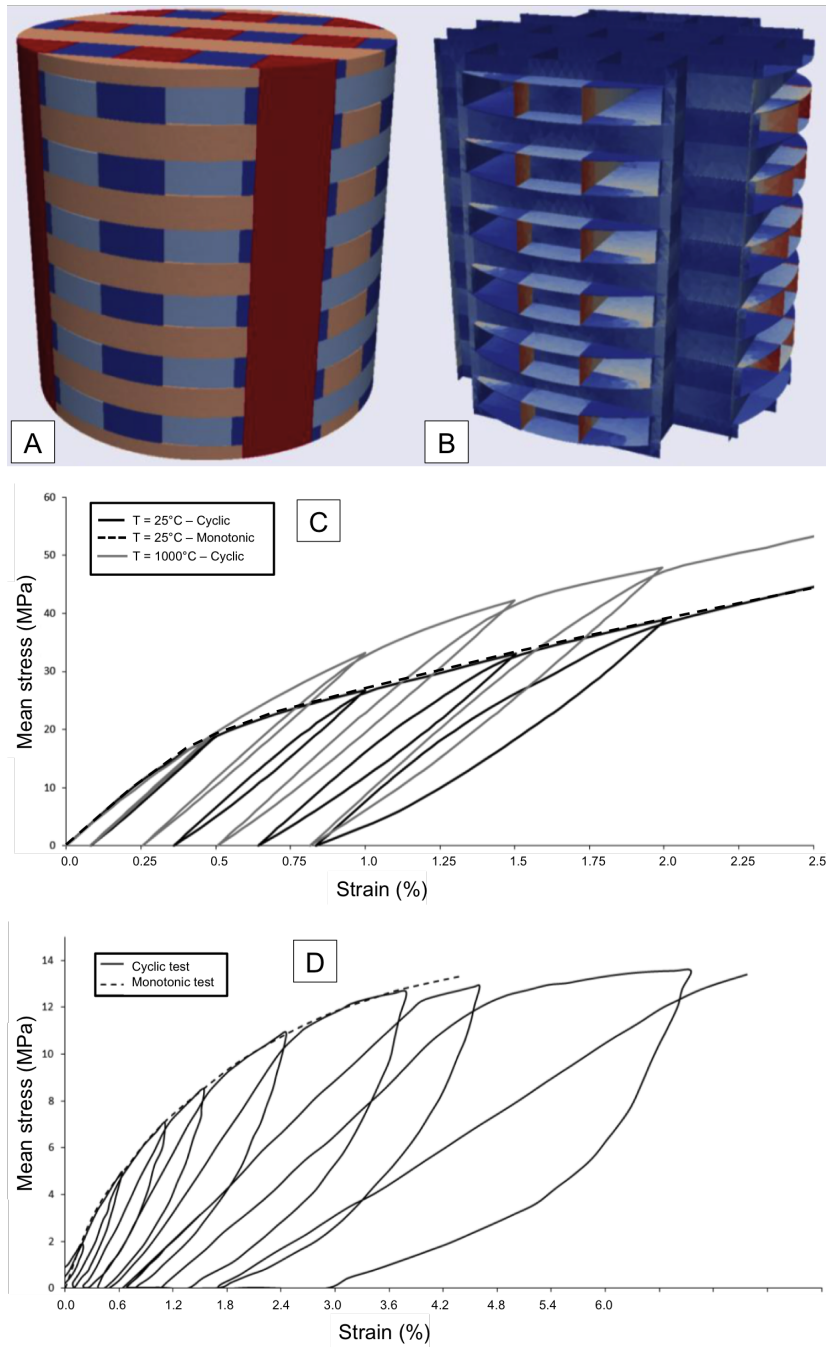 A
B
C
T = 25°C – Cyclic
T = 25°C – Monotonic
T = 1000°C – Cyclic
60
50
40
30
20
10
0
Mean stress (MPa)
0.0 0.25 0.5 0.75 1.0 1.25 1.5 1.75 2.0 2.25 2.5
Strain (%)
D
Cyclic test
Monotonic test
14
12
10
8
6
4
2
0
Mean stress (MPa)
0.0 0.6 1.2 1.8 2.4 3.0 3.6 4.2 4.8 5.4 6.0
Strain (%)